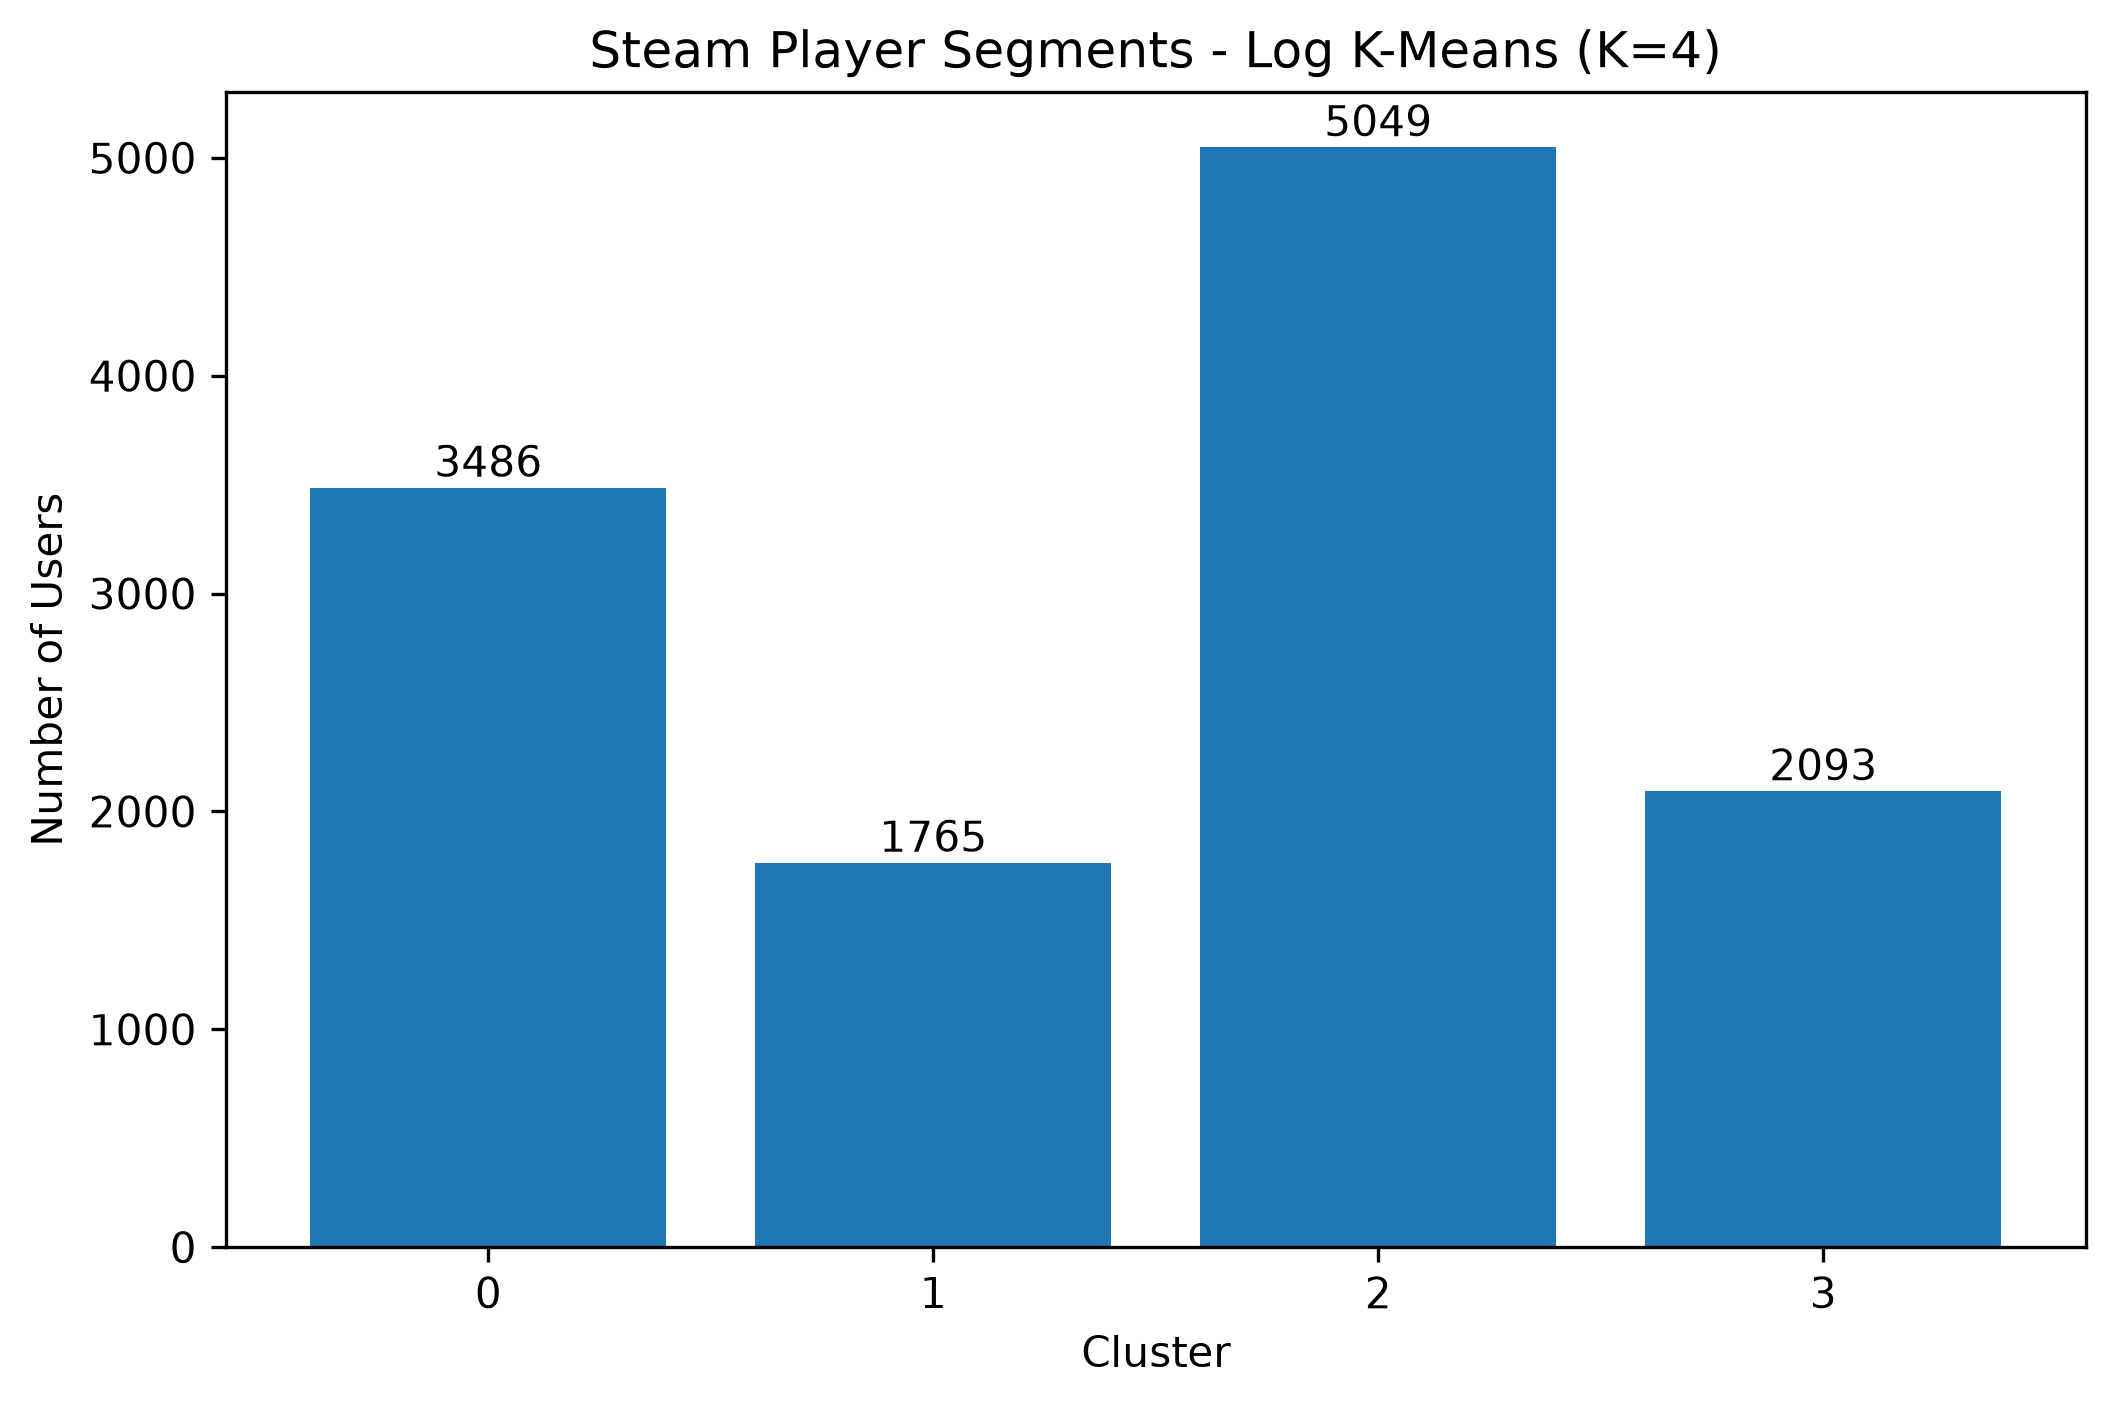 Steam Player Segments - Log K-Means (K=4)
5049
5000
4000
3486
3000
2093
2000
1765
1000
0
Number of Users
0 1 2 3
Cluster